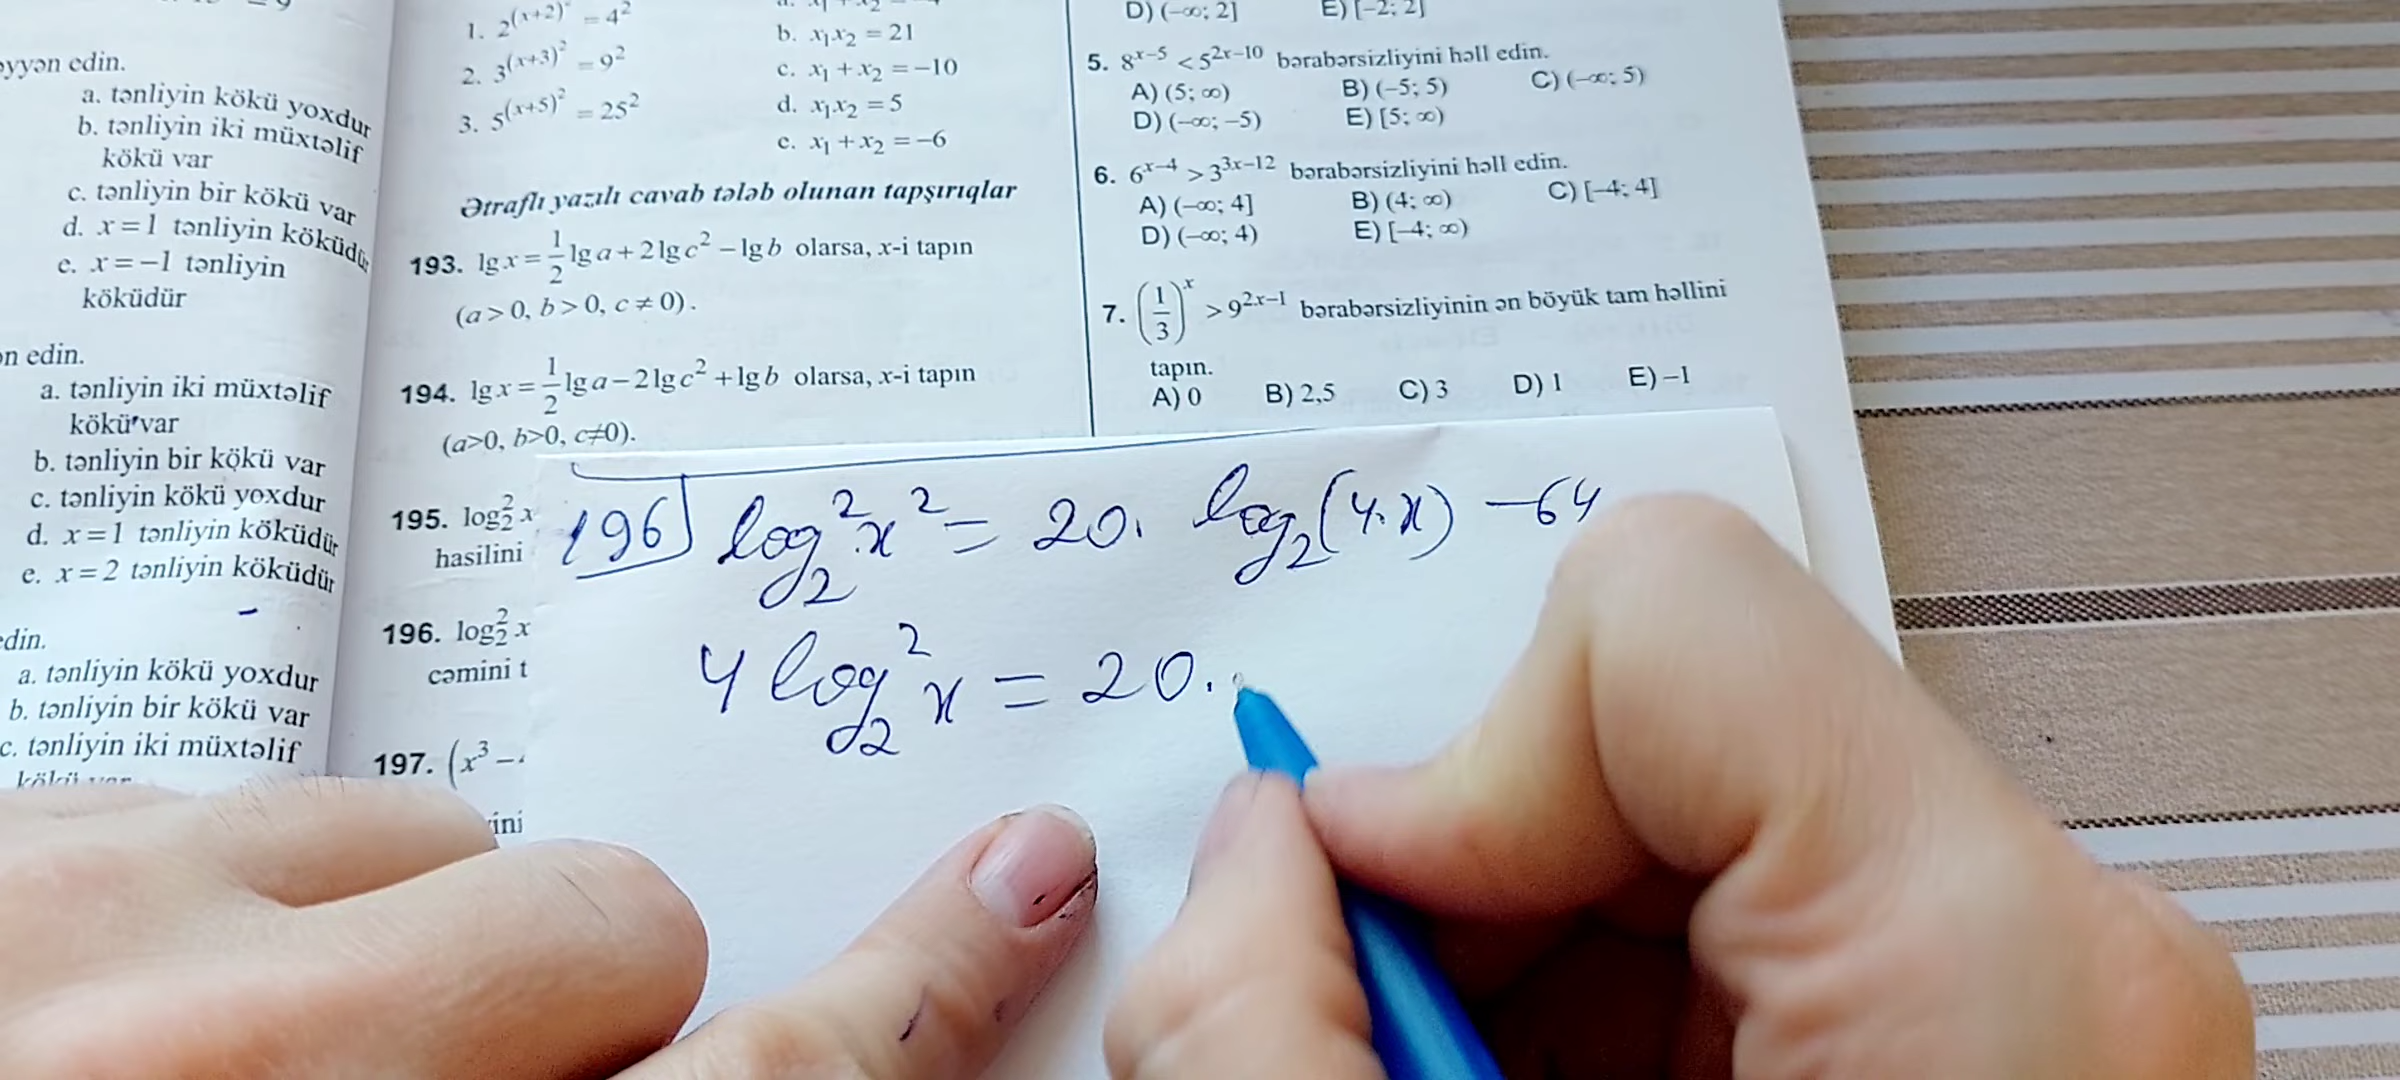 əyyən edin.
a. tənliyin kökü yoxdur
b. tənliyin iki müxtəlif
kökü var
c. tənliyin bir kökü var
d. x = 1 tənliyin köküdür
e. x = −1 tənliyin
köküdür
on edin.
a. tənliyin iki müxtəlif
kökü var
b. tənliyin bir kökü var
c. tənliyin kökü yoxdur
d. x = 1 tənliyin köküdür
e. x = 2 tənliyin köküdür
edin.
a. tənliyin kökü yoxdur
b. tənliyin bir kökü var
c. tənliyin iki müxtəlif
kökü var
1. 2^(x+2)² = 4²
2. 3^(x+3)² = 9²
3. 5^(x+5)² = 25²
b. x₁x₂ = 21
c. x₁ + x₂ = −10
d. x₁x₂ = 5
e. x₁ + x₂ = −6
Ətraflı yazılı cavab tələb olunan tapşırıqlar
193. lg x = 1/2 lg a + 2 lg c² − lg b olarsa, x-i tapın
(a > 0, b > 0, c ≠ 0).
194. lg x = 1/2 lg a − 2 lg c² + lg b olarsa, x-i tapın
(a>0, b>0, c≠0).
195. log₂² x
hasilini
196. log₂² x
cəmini t
197. (x³ −
ini
D) (−∞; 2] E) [−2; 2]
5. 8^(x−5) < 5^(2x−10) bərabərsizliyini həll edin.
A) (5; ∞) B) (−5; 5) C) (−∞; 5)
D) (−∞; −5) E) [5; ∞)
6. 6^(x−4) > 3^(3x−12) bərabərsizliyini həll edin.
A) (−∞; 4] B) (4; ∞) C) [−4; 4]
D) (−∞; 4) E) [−4; ∞)
7. (1/3)^x > 9^(2x−1) bərabərsizliyinin ən böyük tam həllini
tapın.
A) 0 B) 2,5 C) 3 D) 1 E) −1
196] log₂² x² = 20 . log₂(4.x) − 64
4 log₂² x = 20 .